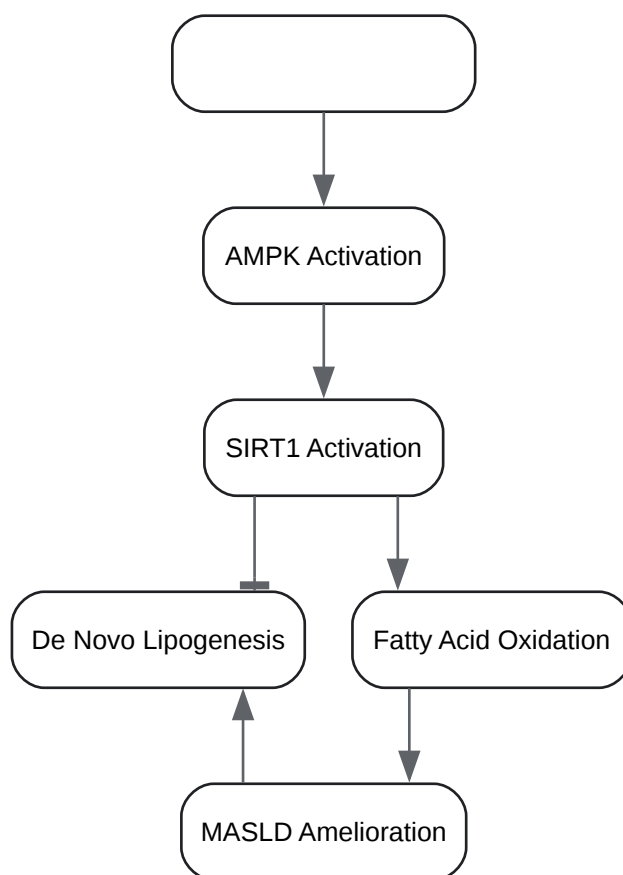 AMPK Activation
SIRT1 Activation
De Novo Lipogenesis
Fatty Acid Oxidation
MASLD Amelioration